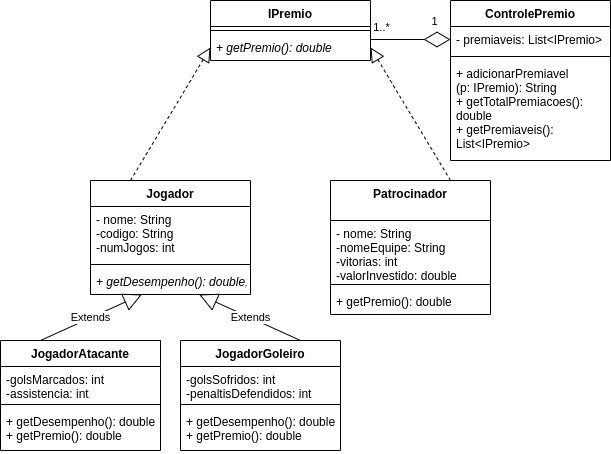 IPremio
+ getPremio(): double
1..*
1
ControlePremio
- premiaveis: List<IPremio>
+ adicionarPremiavel
(p: IPremio): String
+ getTotalPremiacoes():
double
+ getPremiaveis():
List<IPremio>
Jogador
- nome: String
-codigo: String
-numJogos: int
+ getDesempenho(): double,
Patrocinador
- nome: String
-nomeEquipe: String
-vitorias: int
-valorInvestido: double
+ getPremio(): double
Extends
Extends
JogadorAtacante
-golsMarcados: int
-assistencia: int
+ getDesempenho(): double
+ getPremio(): double
JogadorGoleiro
-golsSofridos: int
-penaltisDefendidos: int
+ getDesempenho(): double
+ getPremio(): double